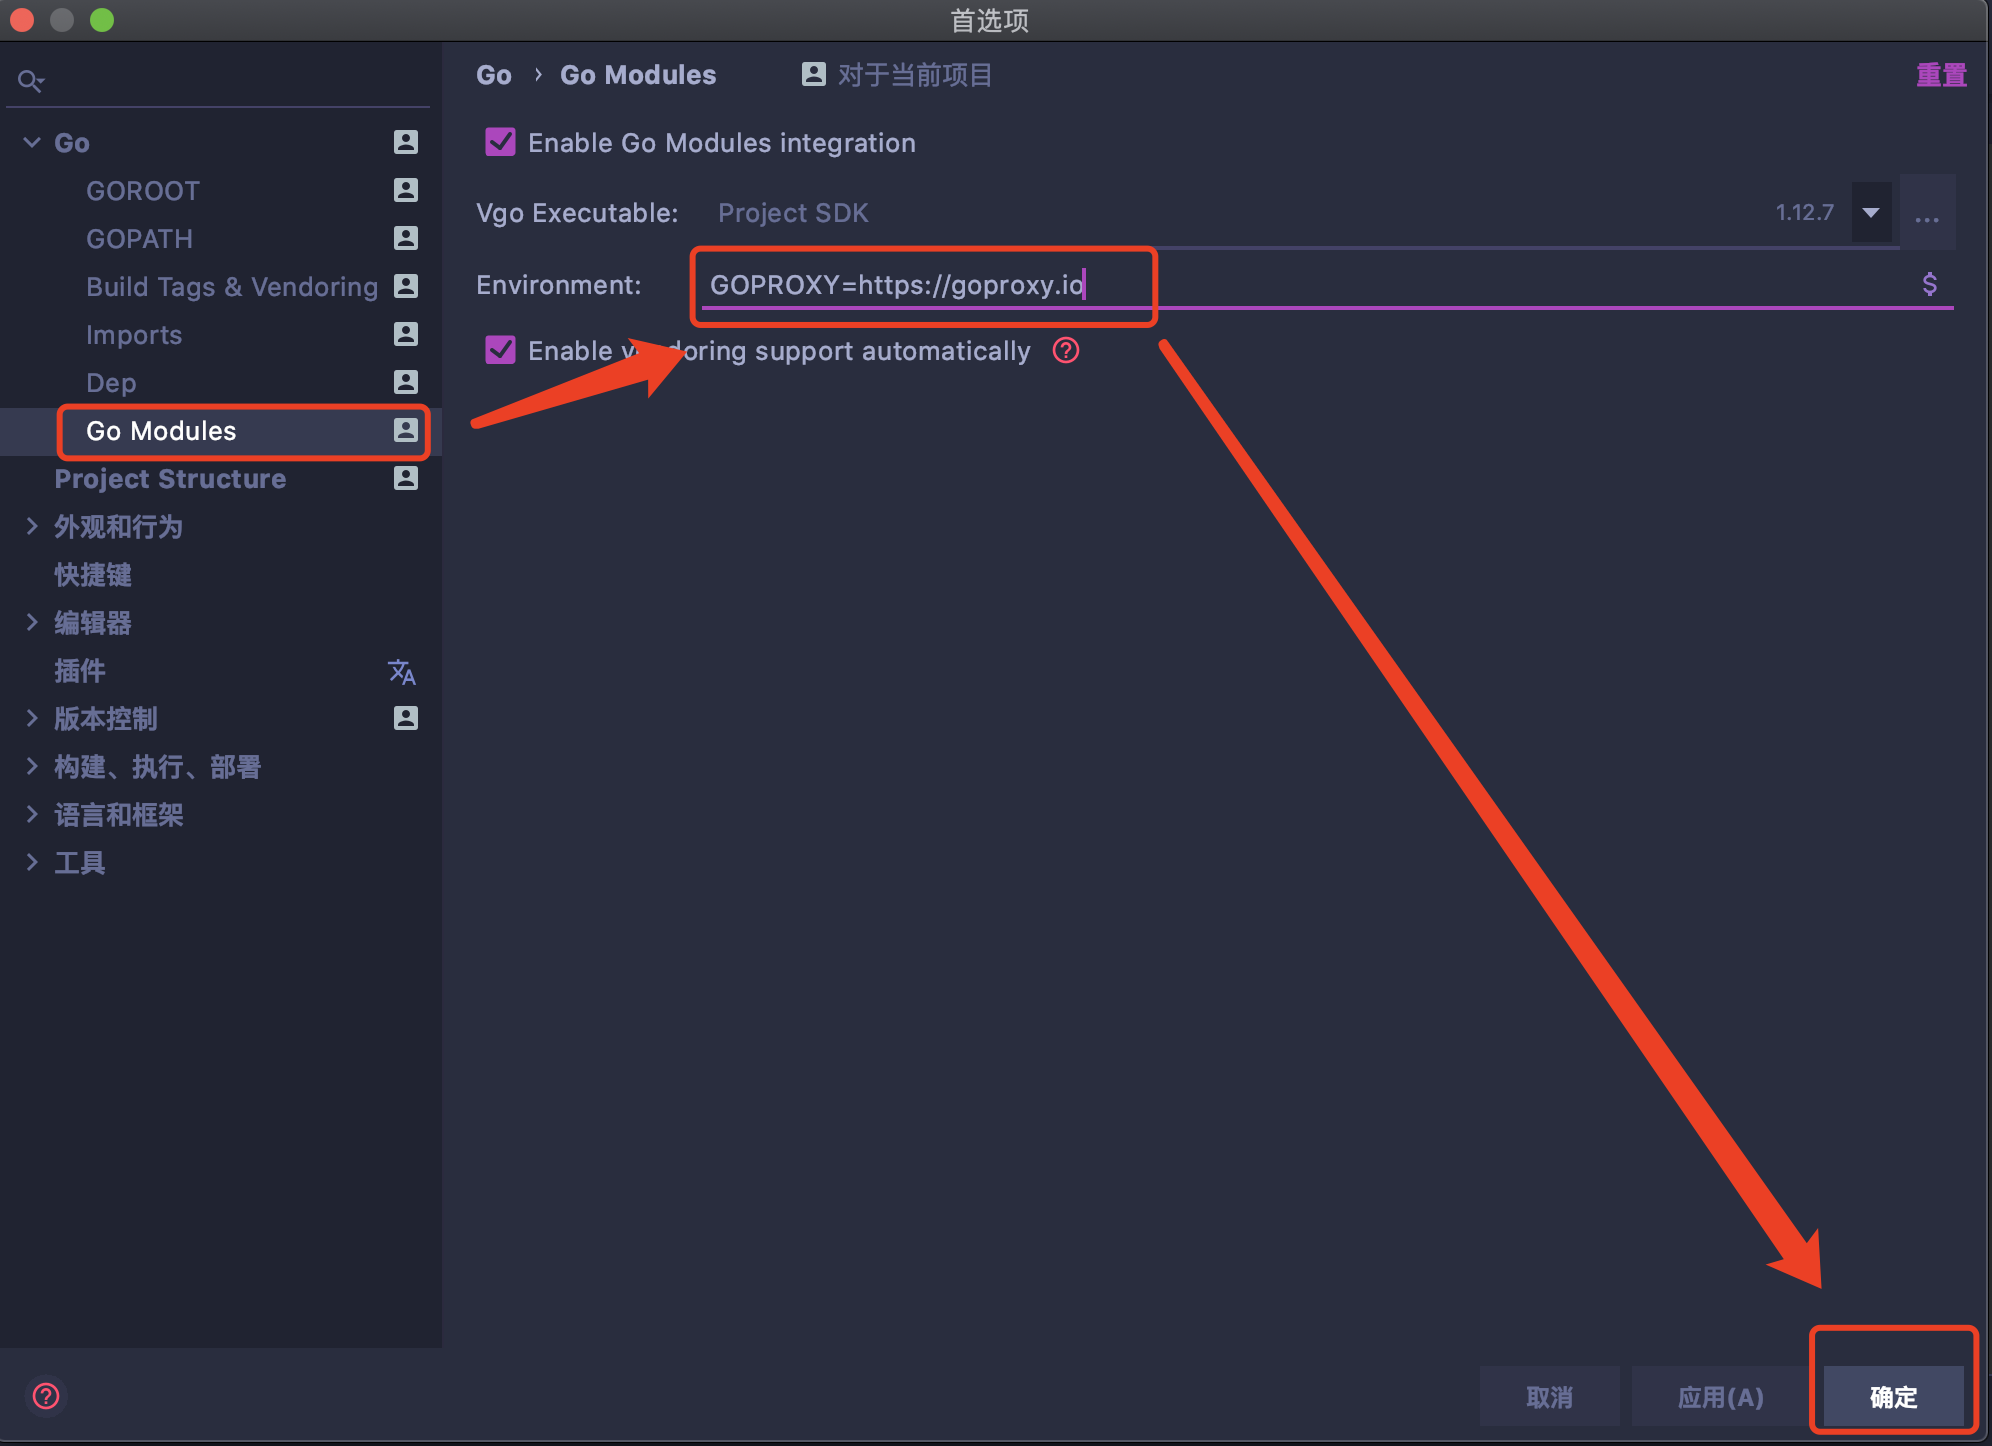 首选项
Go › Go Modules 对于当前项目 重置
Go
GOROOT
GOPATH
Build Tags & Vendoring
Imports
Dep
Go Modules
Project Structure
外观和行为
快捷键
编辑器
插件
版本控制
构建、执行、部署
语言和框架
工具
Enable Go Modules integration
Vgo Executable: Project SDK 1.12.7 ...
Environment: GOPROXY=https://goproxy.io $
Enable vendoring support automatically ?
? 取消 应用(A) 确定